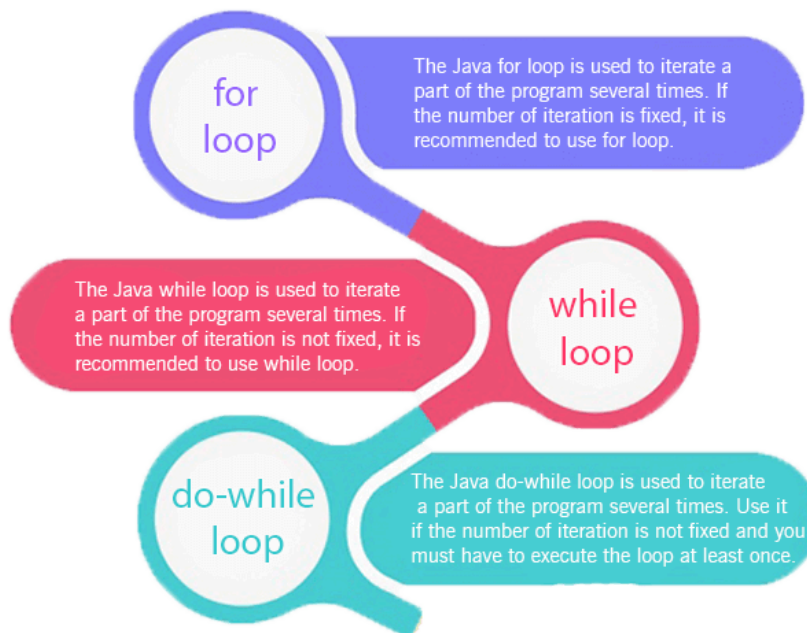 for
loop
The Java for loop is used to iterate a
part of the program several times. If
the number of iteration is fixed, it is
recommended to use for loop.
The Java while loop is used to iterate
a part of the program several times. If
the number of iteration is not fixed, it is
recommended to use while loop.
while
loop
do-while
loop
The Java do-while loop is used to iterate
a part of the program several times. Use it
if the number of iteration is not fixed and you
must have to execute the loop at least once.